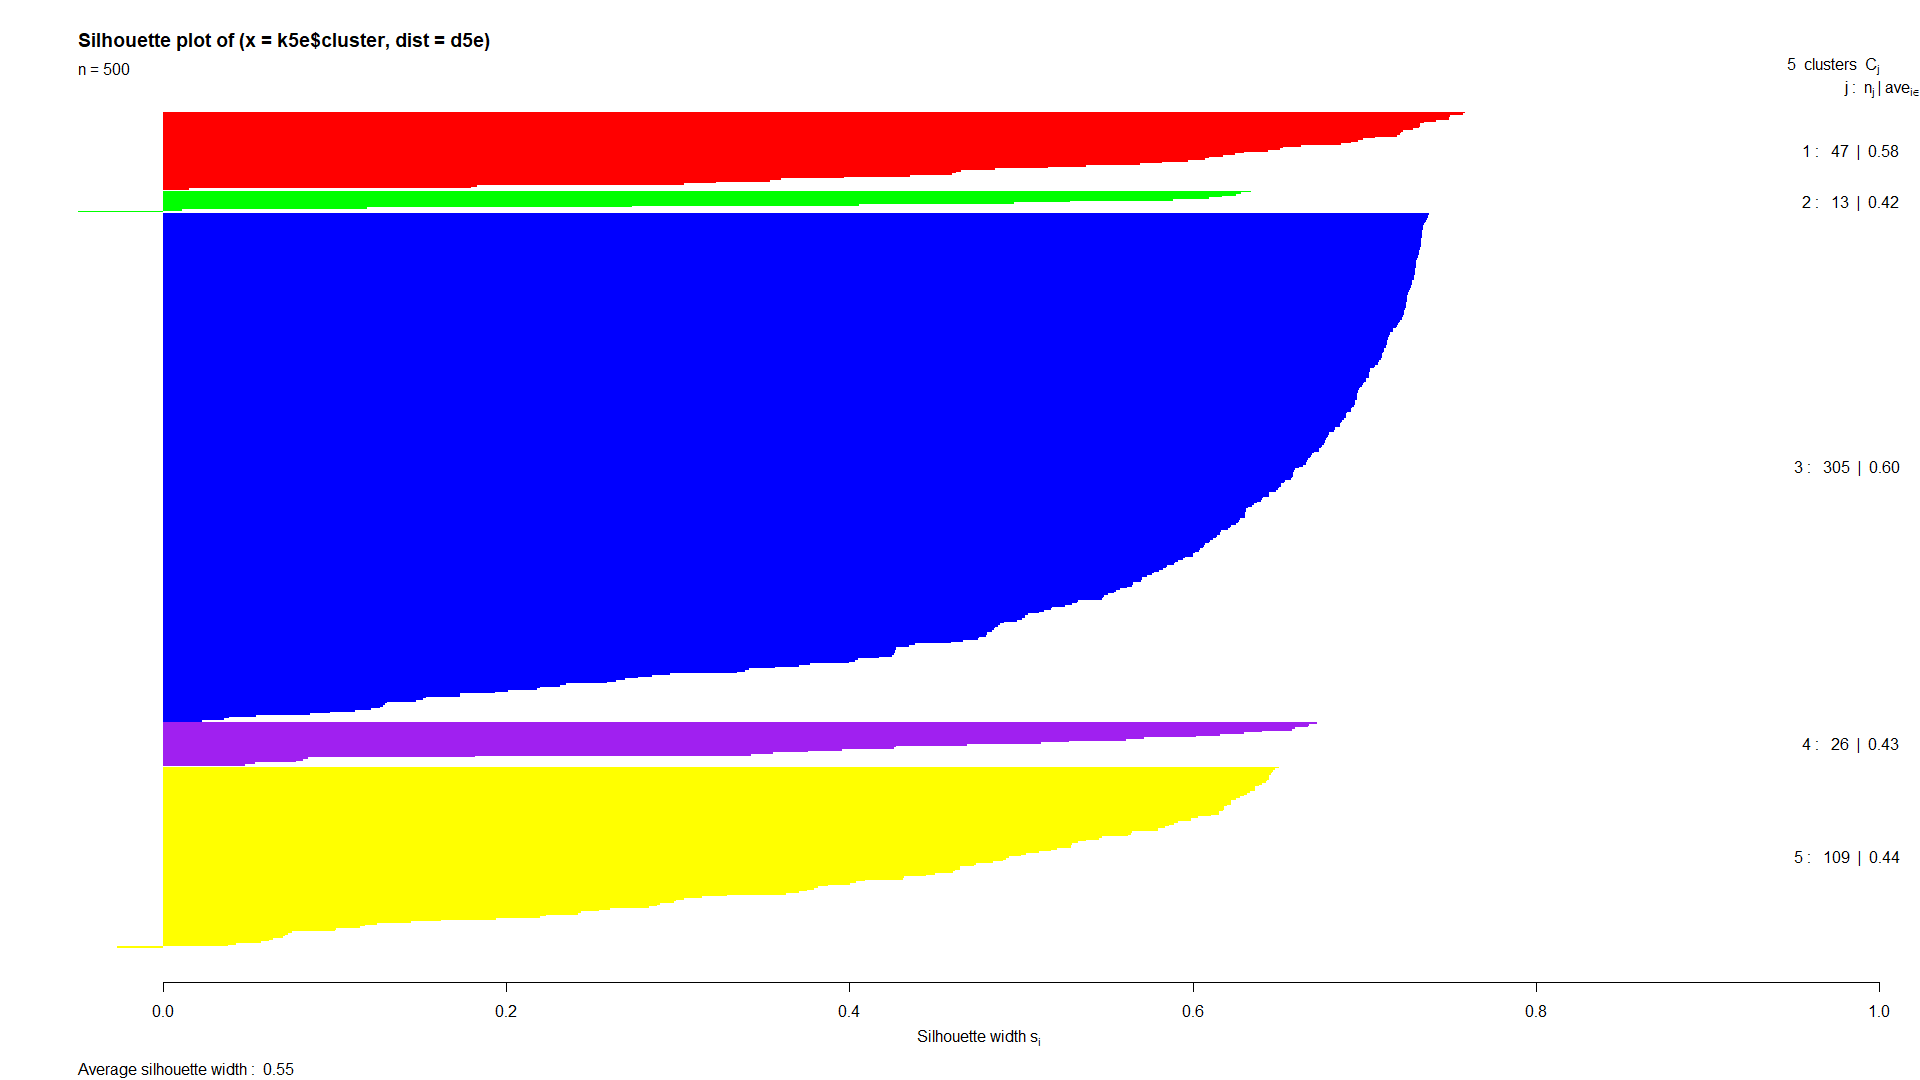 Silhouette plot of (x = k5e$cluster, dist = d5e)
n = 500
5 clusters Cj
j : nj | avei∈
1 : 47 | 0.58
2 : 13 | 0.42
3 : 305 | 0.60
4 : 26 | 0.43
5 : 109 | 0.44
0.0 0.2 0.4 0.6 0.8 1.0
Silhouette width si
Average silhouette width : 0.55